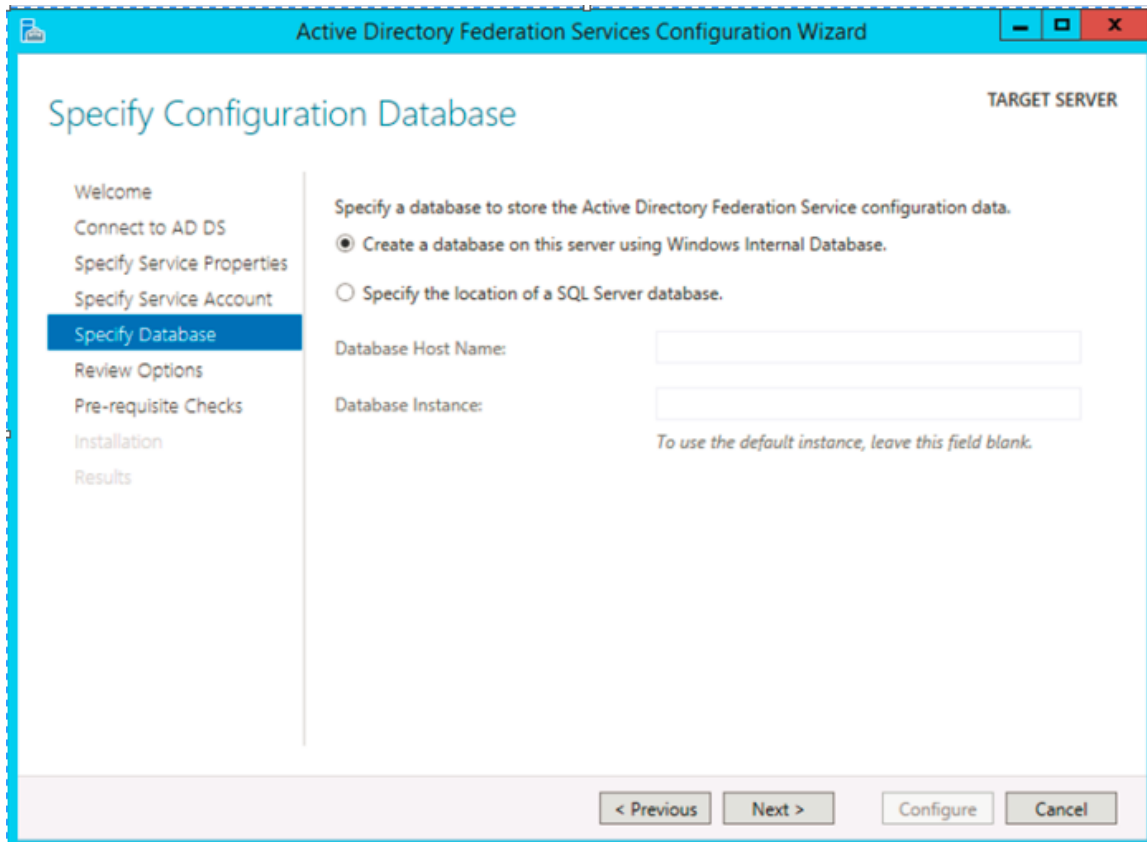 Active Directory Federation Services Configuration Wizard
Specify Configuration Database
TARGET SERVER
Welcome
Connect to AD DS
Specify Service Properties
Specify Service Account
Specify Database
Review Options
Pre-requisite Checks
Installation
Results
Specify a database to store the Active Directory Federation Service configuration data.
Create a database on this server using Windows Internal Database.
Specify the location of a SQL Server database.
Database Host Name:
Database Instance:
To use the default instance, leave this field blank.
< Previous
Next >
Configure
Cancel